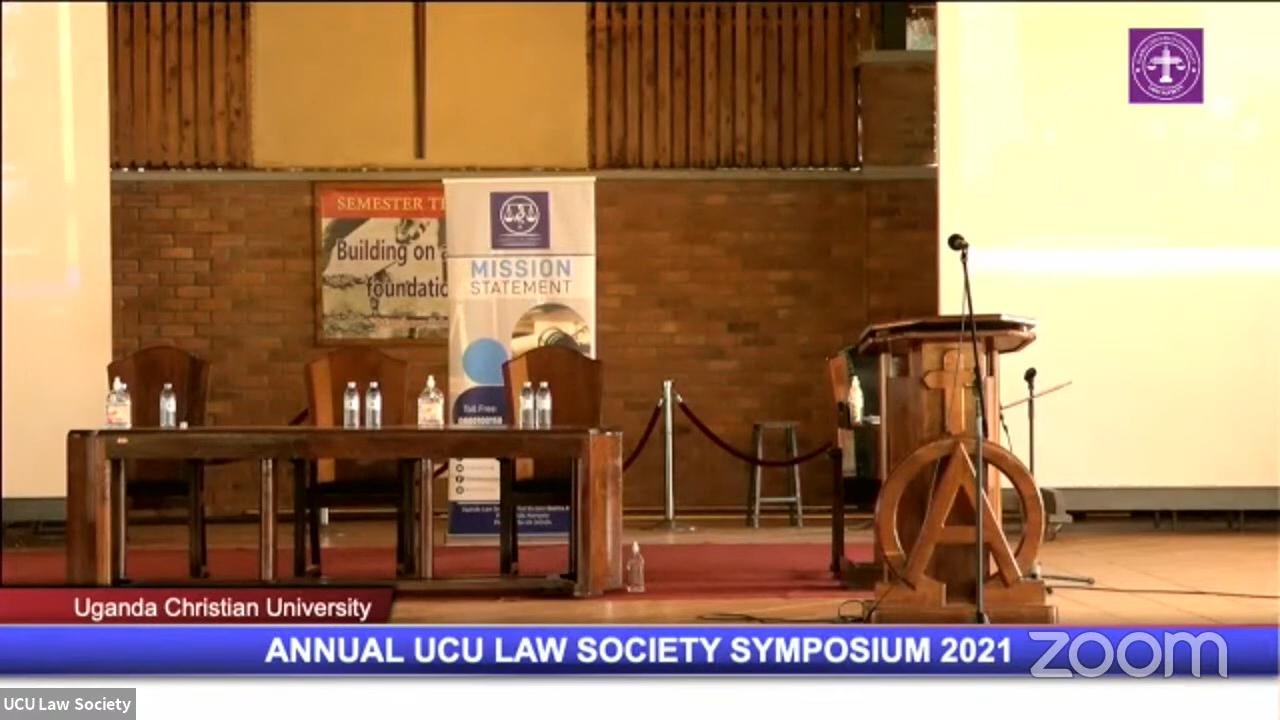 SEMESTER
Building on
foundatio
MISSION
STATEMENT
Toll Free
Uganda Christian University
ANNUAL UCU LAW SOCIETY SYMPOSIUM 2021
zoom
UCU Law Society